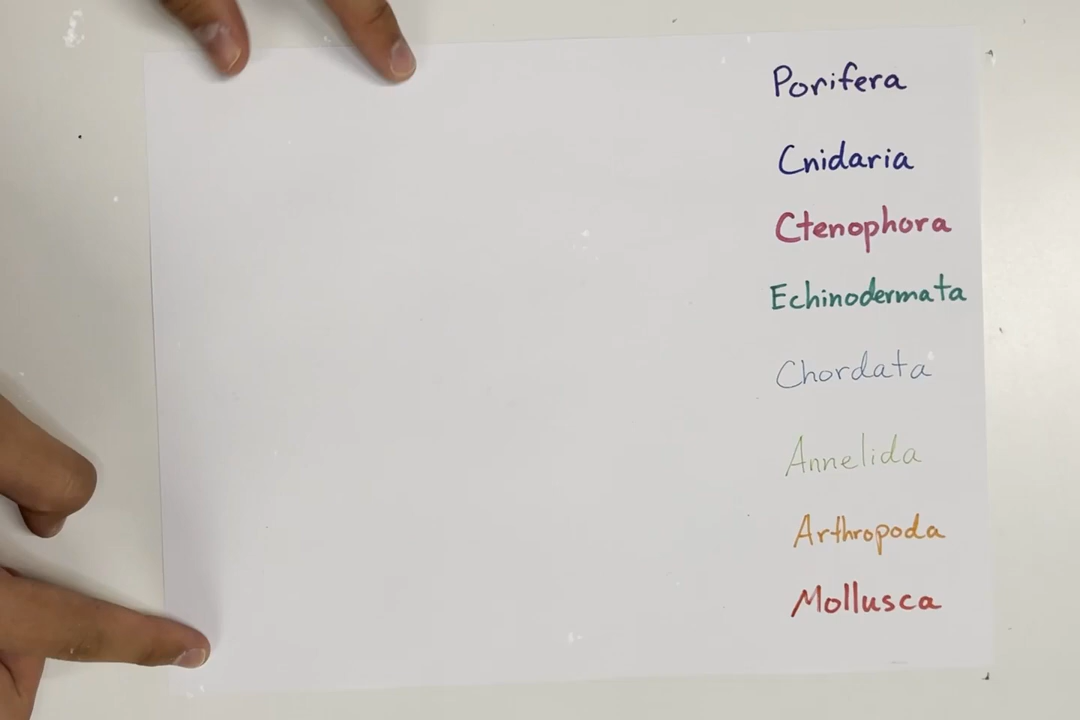 Porifera
Cnidaria
Ctenophora
Echinodermata
Chordata
Annelida
Arthropoda
Mollusca